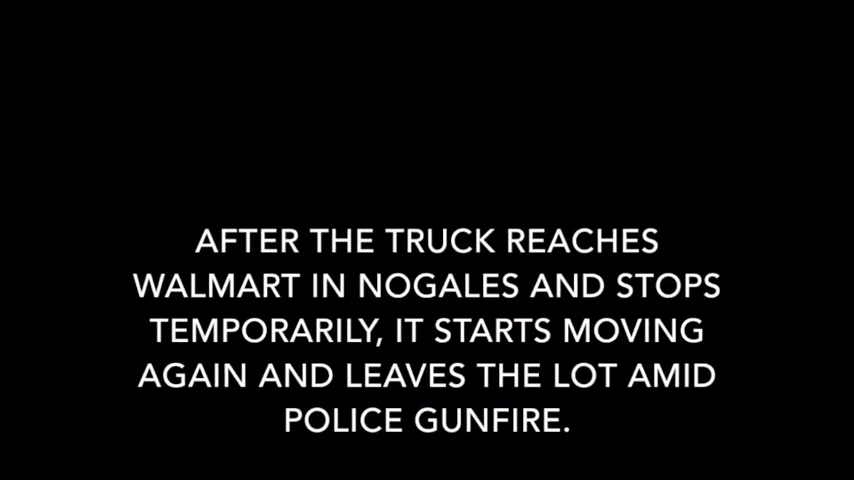 AFTER THE TRUCK REACHES
WALMART IN NOGALES AND STOPS
TEMPORARILY, IT STARTS MOVING
AGAIN AND LEAVES THE LOT AMID
POLICE GUNFIRE.